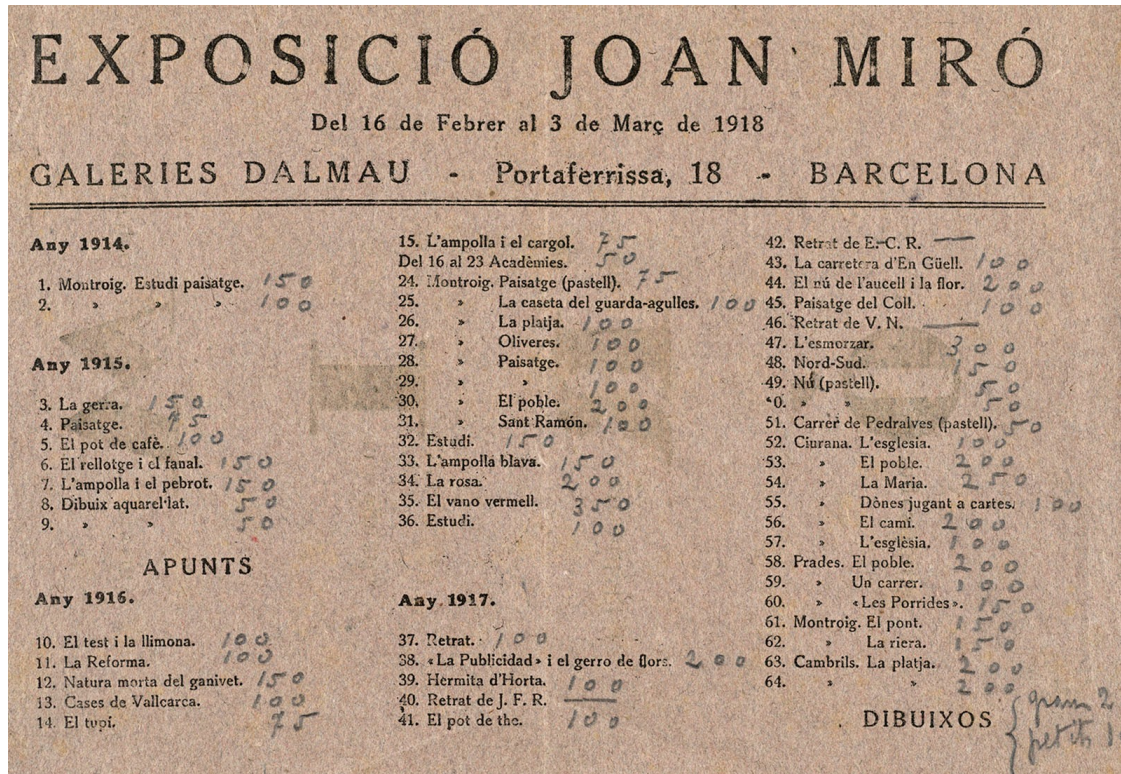 EXPOSICIÓ JOAN MIRÓ
Del 16 de Febrer al 3 de Març de 1918
GALERIES DALMAU - Portaferrissa, 18 - BARCELONA
Any 1914.
1. Montroig. Estudi paisatge. 150
2. » » » 100
Any 1915.
3. La gerra. 150
4. Paisatge. 75
5. El pot de cafè. 100
6. El rellotge i el fanal. 150
7. L'ampolla i el pebrot. 150
8. Dibuix aquarel·lat. 50
9. » » 50
APUNTS
Any 1916.
10. El test i la llimona. 100
11. La Reforma. 100
12. Natura morta del ganivet. 150
13. Cases de Vallcarca. 100
14. El tupí. 75
15. L'ampolla i el cargol. 75
Del 16 al 23 Acadèmies. 50
24. Montroig. Paisatge (pastell). 75
25. » La caseta del guarda-agulles. 100
26. » La platja. 100
27. » Oliveres. 100
28. » Paisatge. 100
29. » » 100
30. » El poble. 200
31. » Sant Ramón. 100
32. Estudi. 150
33. L'ampolla blava. 150
34. La rosa. 200
35. El vano vermell. 350
36. Estudi. 100
Any 1917.
37. Retrat. 100
38. «La Publicidad» i el gerro de flors. 200
39. Hermita d'Horta. 100
40. Retrat de J. F. R. —
41. El pot de the. 100
42. Retrat de E.-C. R. —
43. La carretera d'En Güell. 100
44. El nú de l'aucell i la flor. 200
45. Paisatge del Coll. 100
46. Retrat de V. N. —
47. L'esmorzar. 300
48. Nord-Sud. 150
49. Nú (pastell). 50
0. » » 50
51. Carrèr de Pedralves (pastell). 50
52. Ciurana. L'esglesia. 100
53. » El poble. 200
54. » La Maria. 250
55. » Dònes jugant a cartes. 100
56. » El camí. 200
57. » L'esglèsia. 100
58. Prades. El poble. 200
59. » Un carrer. 100
60. » «Les Porrides». 150
61. Montroig. El pont. 150
62. » La riera. 150
63. Cambrils. La platja. 200
64. » » 200
DIBUIXOS { grans 2
petits 1